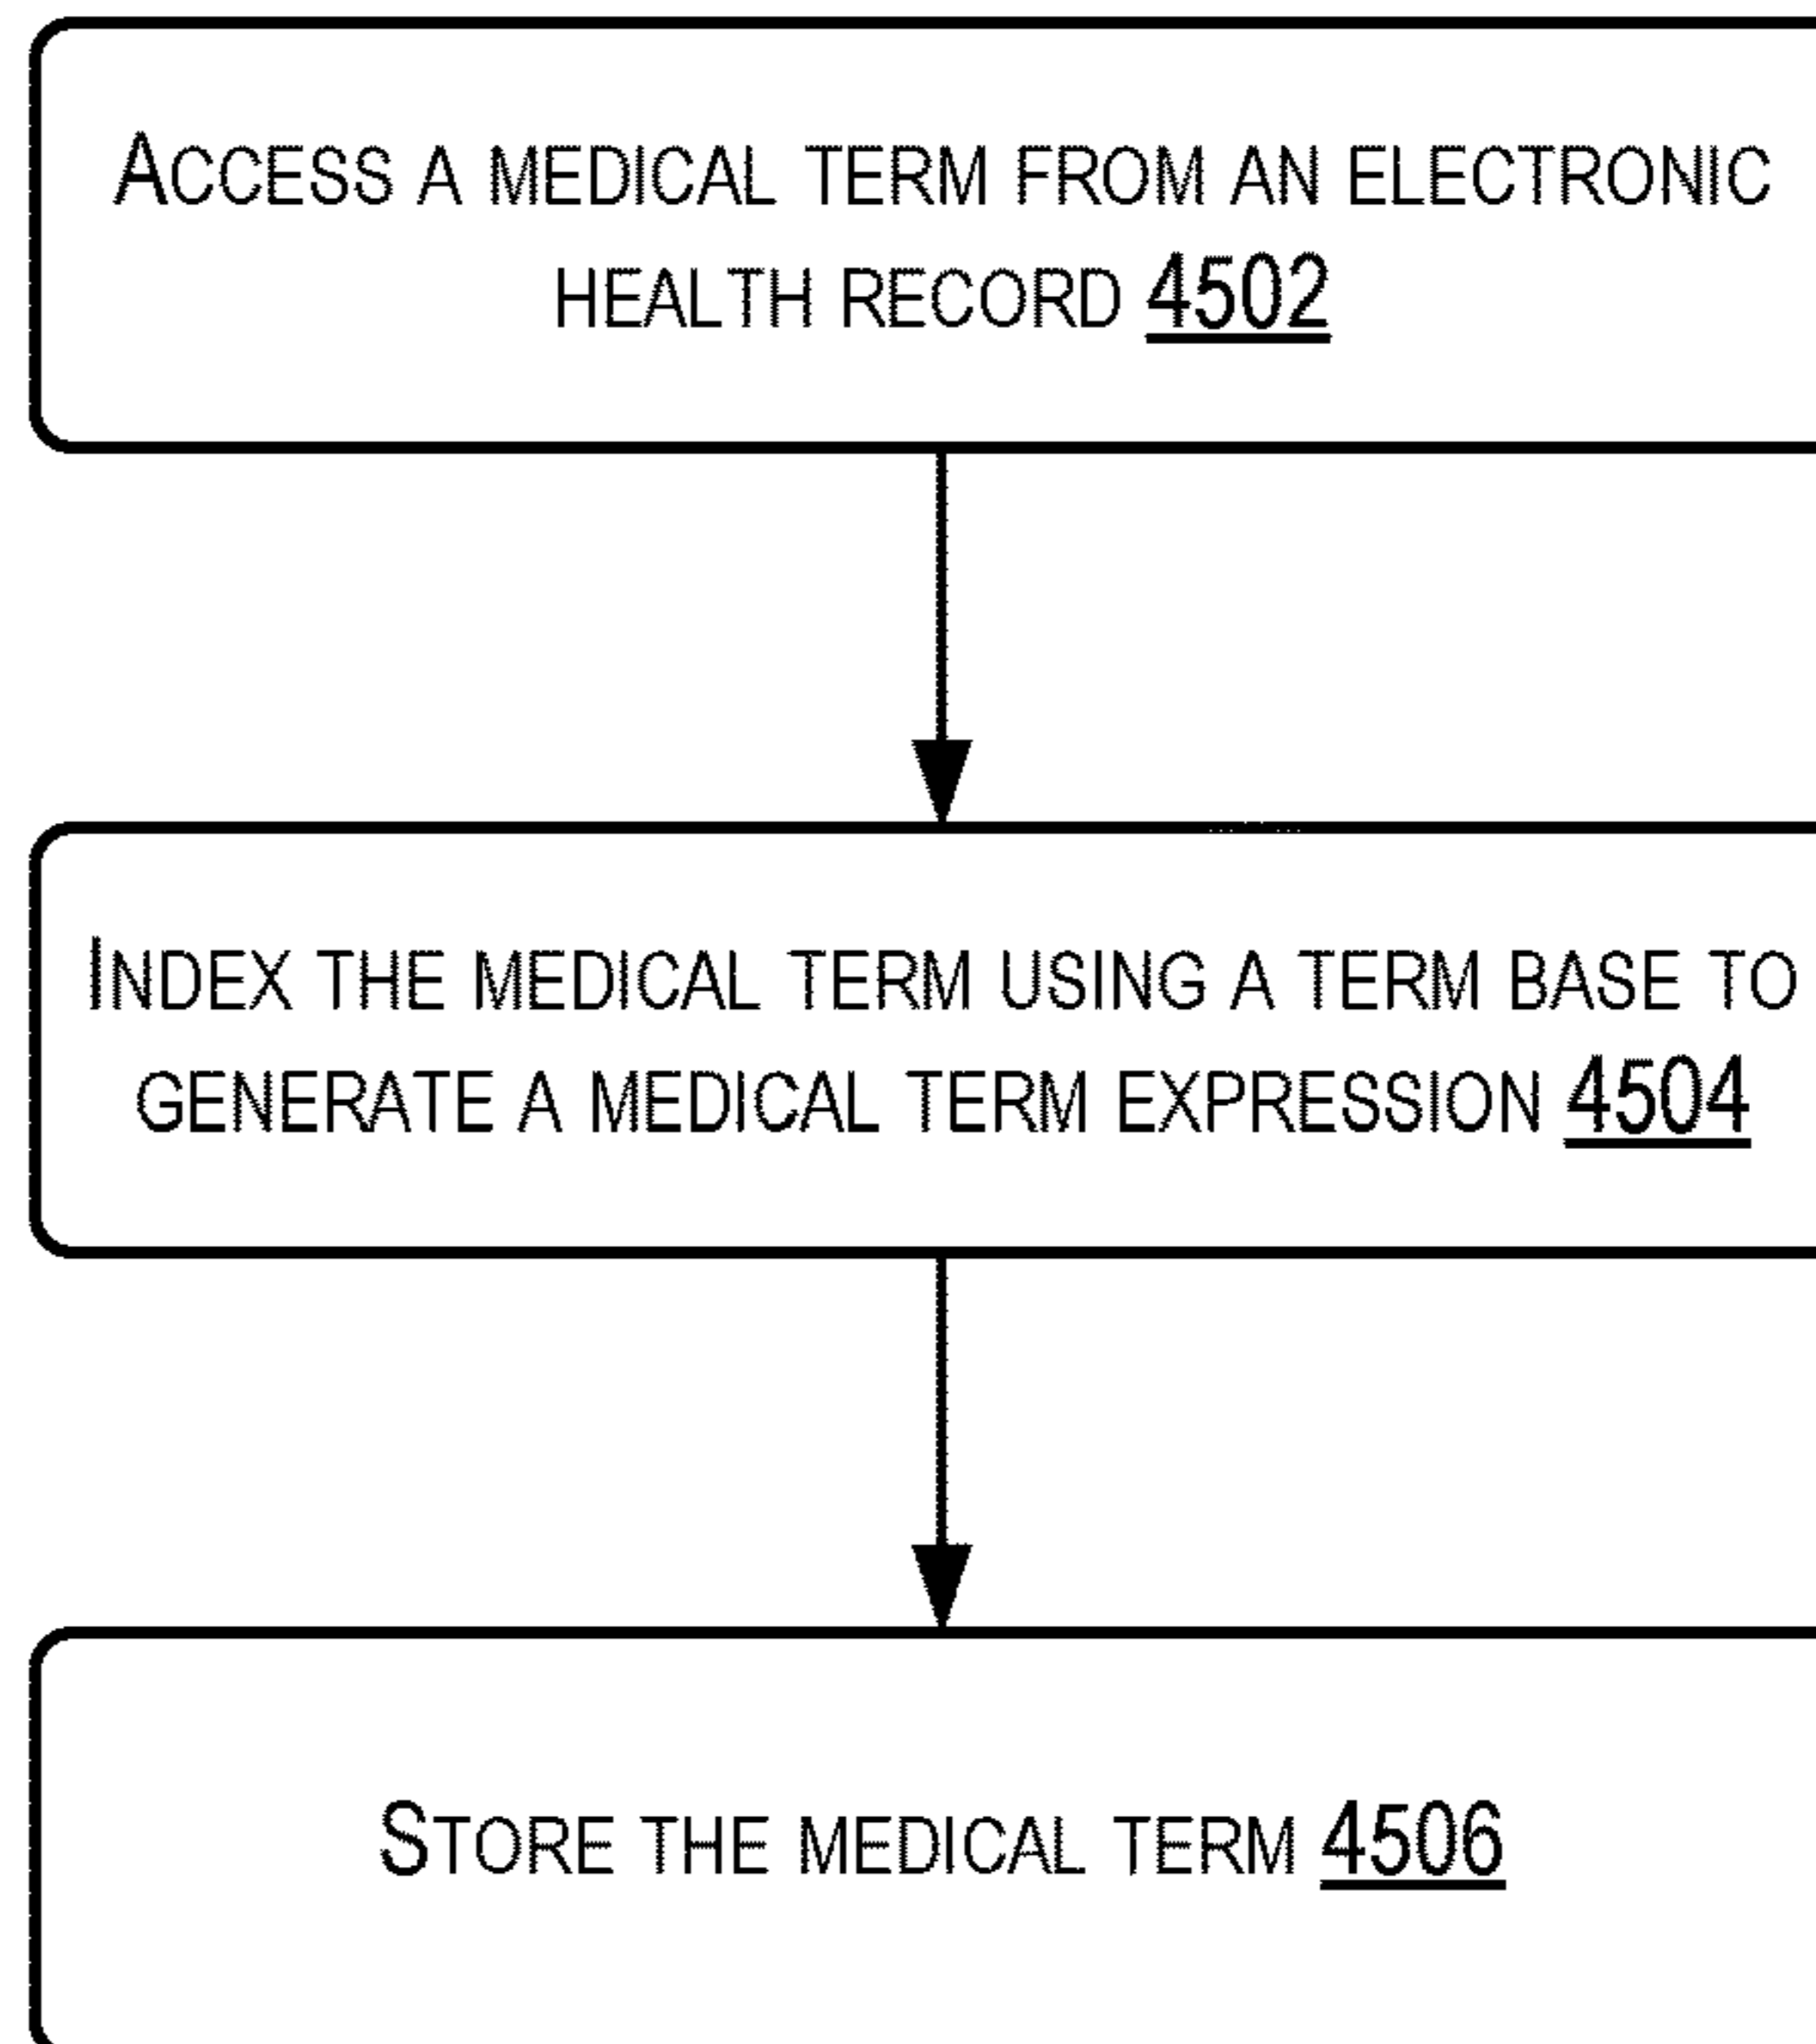 ACCESS A MEDICAL TERM FROM AN ELECTRONIC
HEALTH RECORD 4502
INDEX THE MEDICAL TERM USING A TERM BASE TO
GENERATE A MEDICAL TERM EXPRESSION 4504
STORE THE MEDICAL TERM 4506